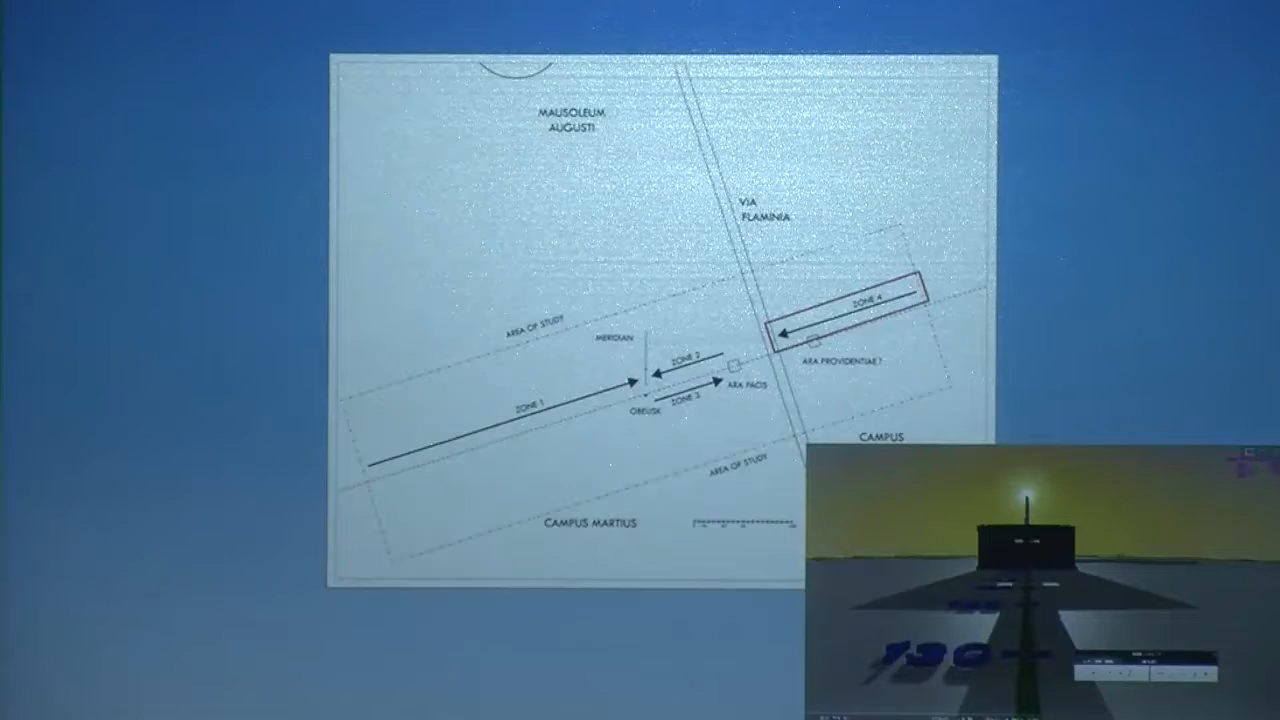 MAUSOLEUM
AUGUSTI
VIA
FLAMINIA
ZONE 4
AREA OF STUDY
MERIDIAN
ZONE 2
ARA PROVIDENTIAE?
ARA PACIS
ZONE 3
ZONE 1
OBELISK
CAMPUS
AREA OF STUDY
CAMPUS MARTIUS
130